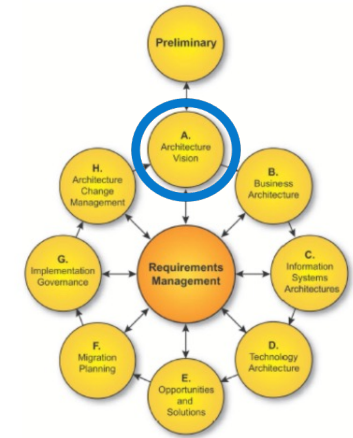 Preliminary
A.
Architecture
Vision
H.
Architecture
Change
Management
B.
Business
Architecture
G.
Implementation
Governance
Requirements
Management
C.
Information
Systems
Architectures
F.
Migration
Planning
D.
Technology
Architecture
E.
Opportunities
and
Solutions